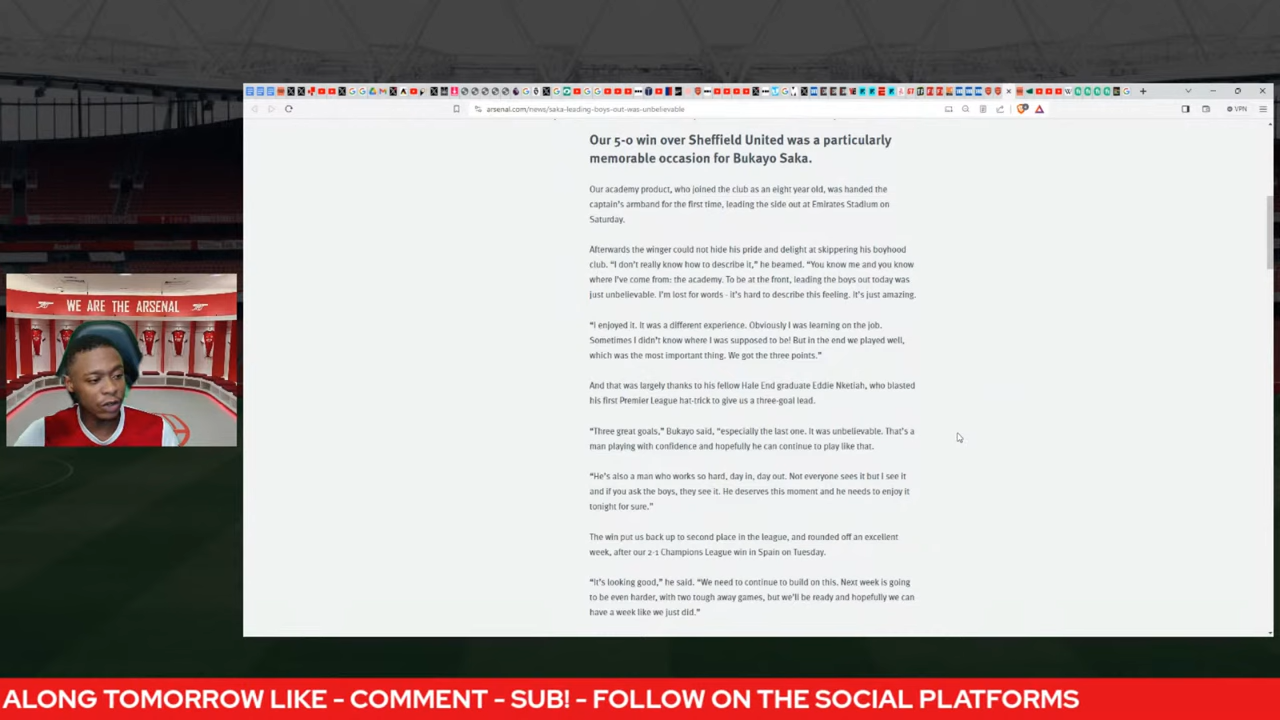 arsenal.com/news/saka-leading-boys-out-was-unbelievable
VPN
Our 5-0 win over Sheffield United was a particularly
memorable occasion for Bukayo Saka.
Our academy product, who joined the club as an eight year old, was handed the
captain's armband for the first time, leading the side out at Emirates Stadium on
Saturday.
Afterwards the winger could not hide his pride and delight at skippering his boyhood
club. “I don't really know how to describe it,” he beamed. “You know me and you know
where I've come from: the academy. To be at the front, leading the boys out today was
just unbelievable. I'm lost for words - it's hard to describe this feeling. It's just amazing.
“I enjoyed it. It was a different experience. Obviously I was learning on the job.
Sometimes I didn't know where I was supposed to be! But in the end we played well,
which was the most important thing. We got the three points.”
And that was largely thanks to his fellow Hale End graduate Eddie Nketiah, who blasted
his first Premier League hat-trick to give us a three-goal lead.
“Three great goals,” Bukayo said, “especially the last one. It was unbelievable. That's a
man playing with confidence and hopefully he can continue to play like that.
“He's also a man who works so hard, day in, day out. Not everyone sees it but I see it
and if you ask the boys, they see it. He deserves this moment and he needs to enjoy it
tonight for sure.”
The win put us back up to second place in the league, and rounded off an excellent
week, after our 2-1 Champions League win in Spain on Tuesday.
“It's looking good,” he said. “We need to continue to build on this. Next week is going
to be even harder, with two tough away games, but we'll be ready and hopefully we can
have a week like we just did.”
WE ARE THE ARSENAL
ALONG TOMORROW LIKE - COMMENT - SUB! - FOLLOW ON THE SOCIAL PLATFORMS